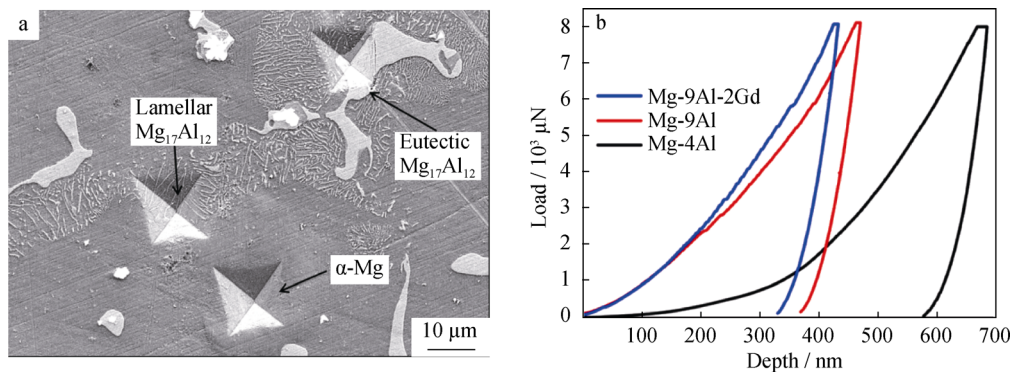 a
Lamellar
Mg₁₇Al₁₂
Eutectic
Mg₁₇Al₁₂
α-Mg
10 μm
b
8
7
6
5
4
3
2
1
0
Load / 10³ μN
Mg-9Al-2Gd
Mg-9Al
Mg-4Al
100 200 300 400 500 600 700
Depth / nm